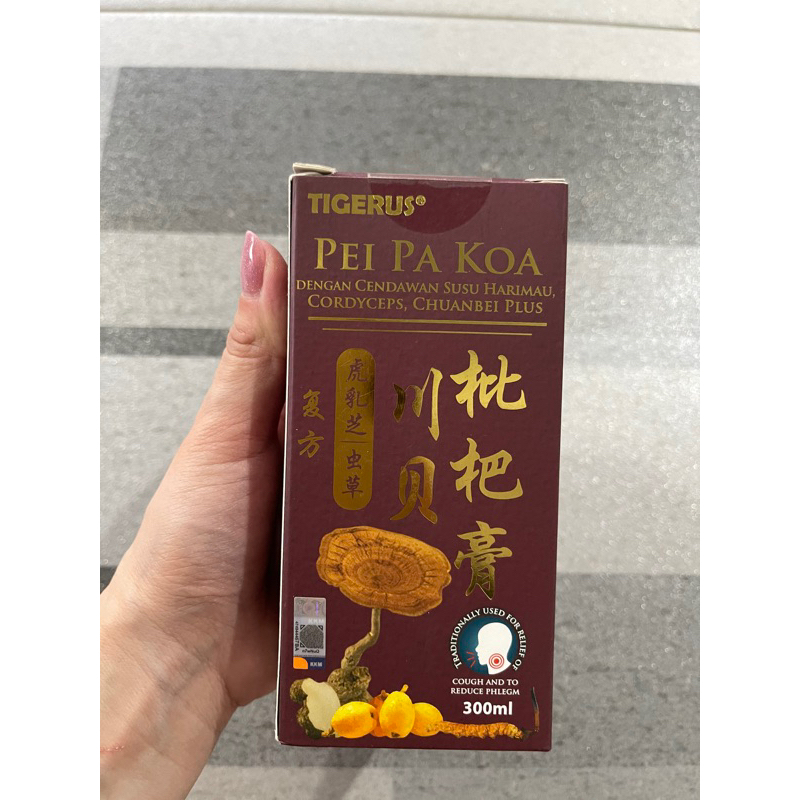 TIGERUS®
PEI PA KOA
DENGAN CENDAWAN SUSU HARIMAU,
CORDYCEPS, CHUANBEI PLUS
枇杷膏
川贝
虎乳芝
虫草
复方
TRADITIONALLY USED FOR RELIEF OF
COUGH AND TO
REDUCE PHLEGM
300ml
KKM